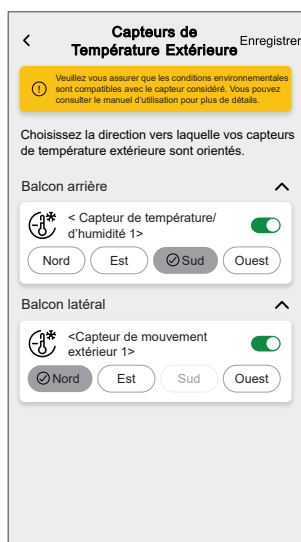 Capteurs de
Température Extérieure
Enregistrer
Veuillez vous assurer que les conditions environnementales
sont compatibles avec le capteur considéré. Vous pouvez
consulter le manuel d'utilisation pour plus de détails.
Choisissez la direction vers laquelle vos capteurs
de température extérieure sont orientés.
Balcon arrière
< Capteur de température/
d'humidité 1>
Nord Est Sud Ouest
Balcon latéral
<Capteur de mouvement
extérieur 1>
Nord Est Sud Ouest